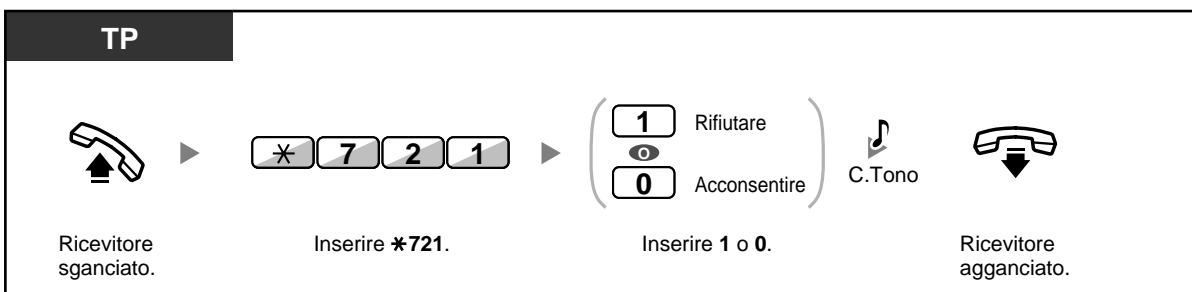 TP
* 7 2 1
1 Rifiutare
o
0 Acconsentire
C.Tono
Ricevitore
sganciato.
Inserire *721.
Inserire 1 o 0.
Ricevitore
agganciato.